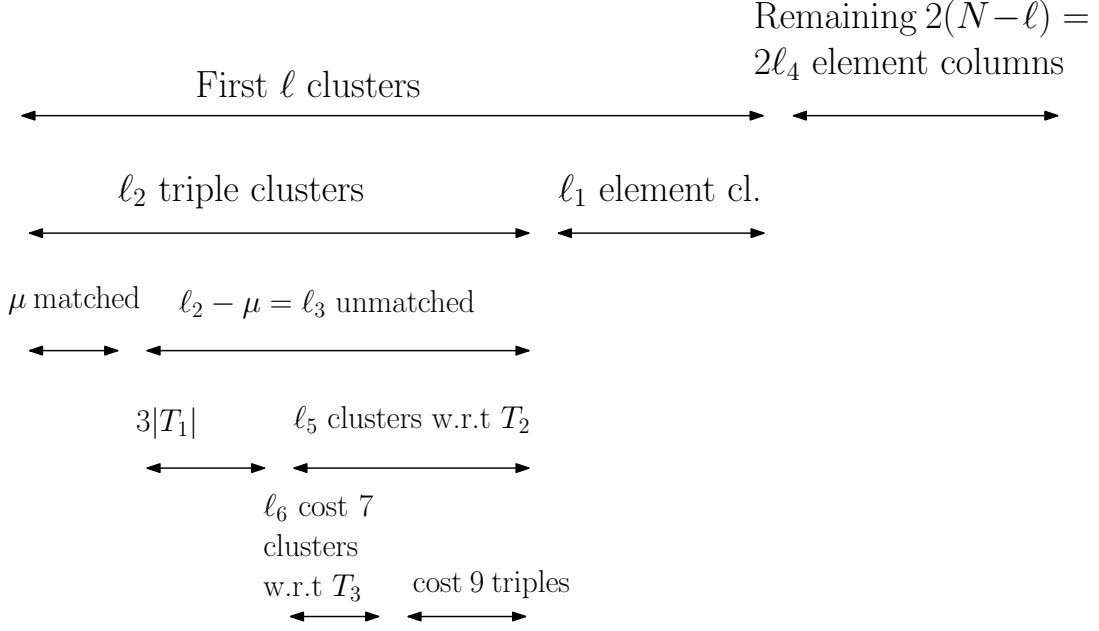 Remaining 2(N−ℓ) =
2ℓ₄ element columns
First ℓ clusters
ℓ₂ triple clusters
ℓ₁ element cl.
μ matched
ℓ₂ − μ = ℓ₃ unmatched
3|T₁|
ℓ₅ clusters w.r.t T₂
ℓ₆ cost 7
clusters
w.r.t T₃
cost 9 triples